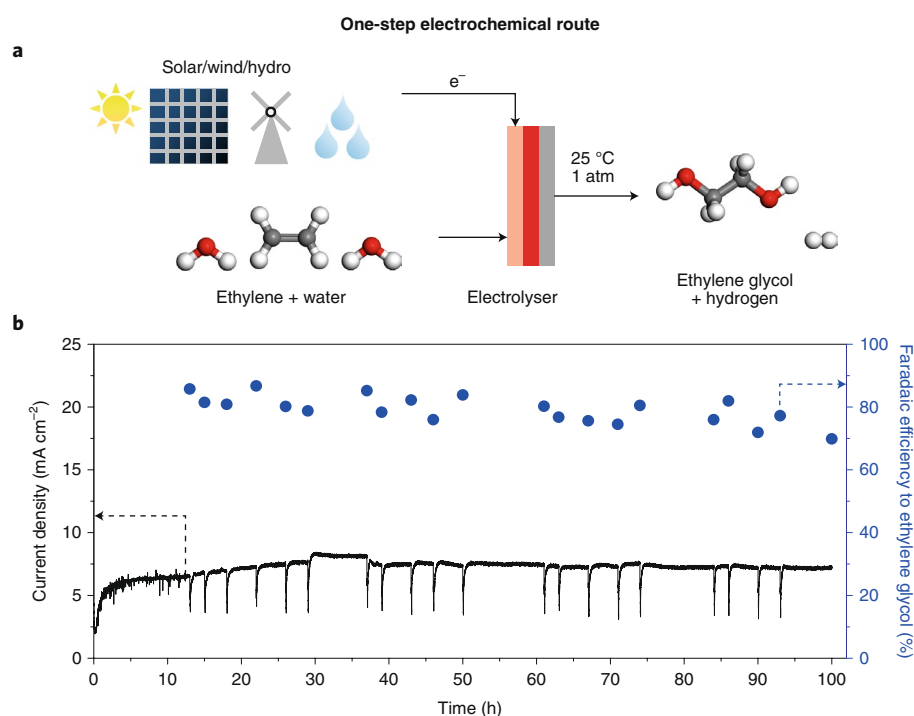 One-step electrochemical route
a
Solar/wind/hydro
e⁻
25 °C
1 atm
Ethylene + water
Electrolyser
Ethylene glycol
+ hydrogen
b
25
20
15
10
5
0
Current density (mA cm⁻²)
100
80
60
40
20
0
Faradaic efficiency to ethylene glycol (%)
0 10 20 30 40 50 60 70 80 90 100
Time (h)